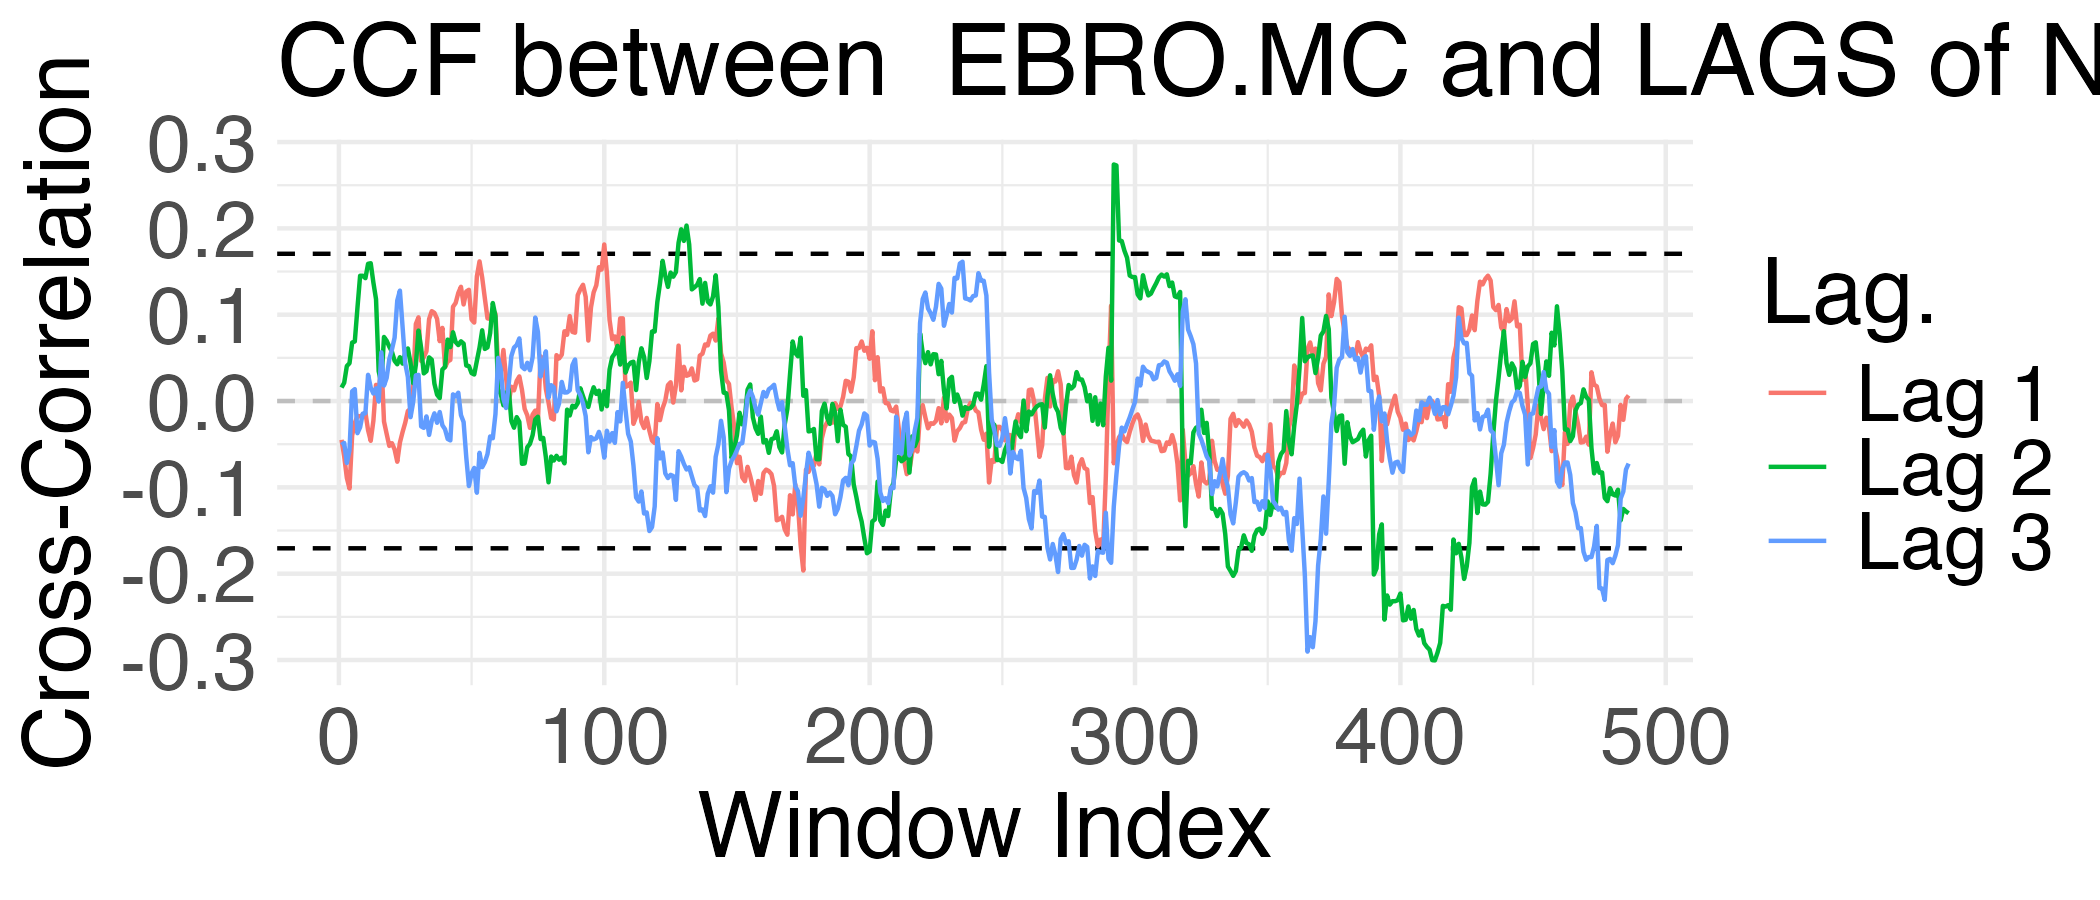 CCF between  EBRO.MC and LAGS of N
Cross-Correlation
0.3
0.2
0.1
0.0
-0.1
-0.2
-0.3
0 100 200 300 400 500
Window Index
Lag.
Lag 1
Lag 2
Lag 3